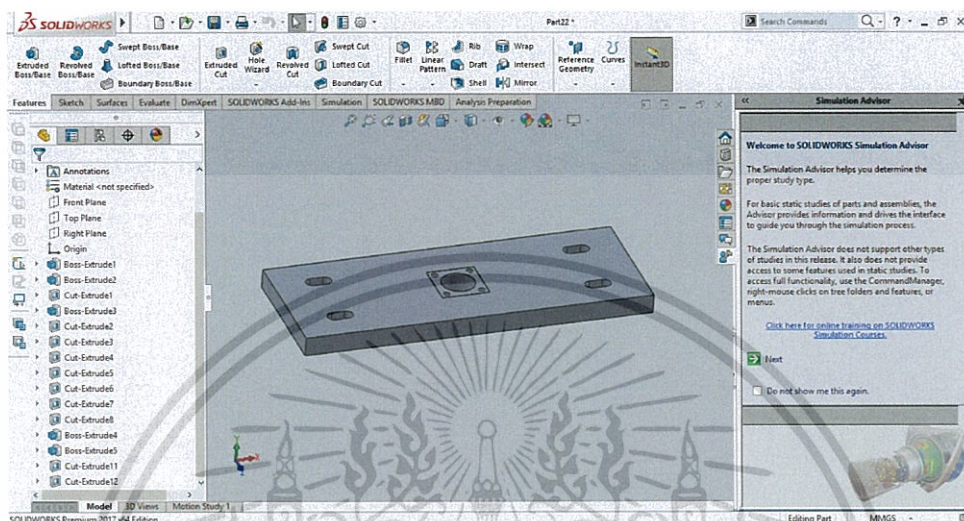 SOLIDWORKS
Part22 *
Search Commands
Extruded Boss/Base
Revolved Boss/Base
Swept Boss/Base
Lofted Boss/Base
Boundary Boss/Base
Extruded Cut
Hole Wizard
Revolved Cut
Swept Cut
Lofted Cut
Boundary Cut
Fillet
Linear Pattern
Rib
Draft
Shell
Wrap
Intersect
Mirror
Reference Geometry
Curves
Instant3D
Features Sketch Surfaces Evaluate DimXpert SOLIDWORKS Add-Ins Simulation SOLIDWORKS MBD Analysis Preparation
Annotations
Material <not specified>
Front Plane
Top Plane
Right Plane
Origin
Boss-Extrude1
Boss-Extrude2
Cut-Extrude1
Boss-Extrude3
Cut-Extrude2
Cut-Extrude3
Cut-Extrude4
Cut-Extrude5
Cut-Extrude6
Cut-Extrude7
Cut-Extrude8
Boss-Extrude4
Boss-Extrude5
Cut-Extrude11
Cut-Extrude12
Simulation Advisor
Welcome to SOLIDWORKS Simulation Advisor
The Simulation Advisor helps you determine the
proper study type.
For basic static studies of parts and assemblies, the
Advisor provides information and drives the interface
to guide you through the simulation process.
The Simulation Advisor does not support other types
of studies in this release. It also does not provide
access to some features used in static studies. To
access full functionality, use the CommandManager,
right-mouse clicks on tree folders and features, or
menus.
Click here for online training on SOLIDWORKS
Simulation Courses.
Next
Do not show me this again.
Model 3D Views Motion Study 1
SOLIDWORKS Premium 2017 x64 Edition
Editing Part MMGS